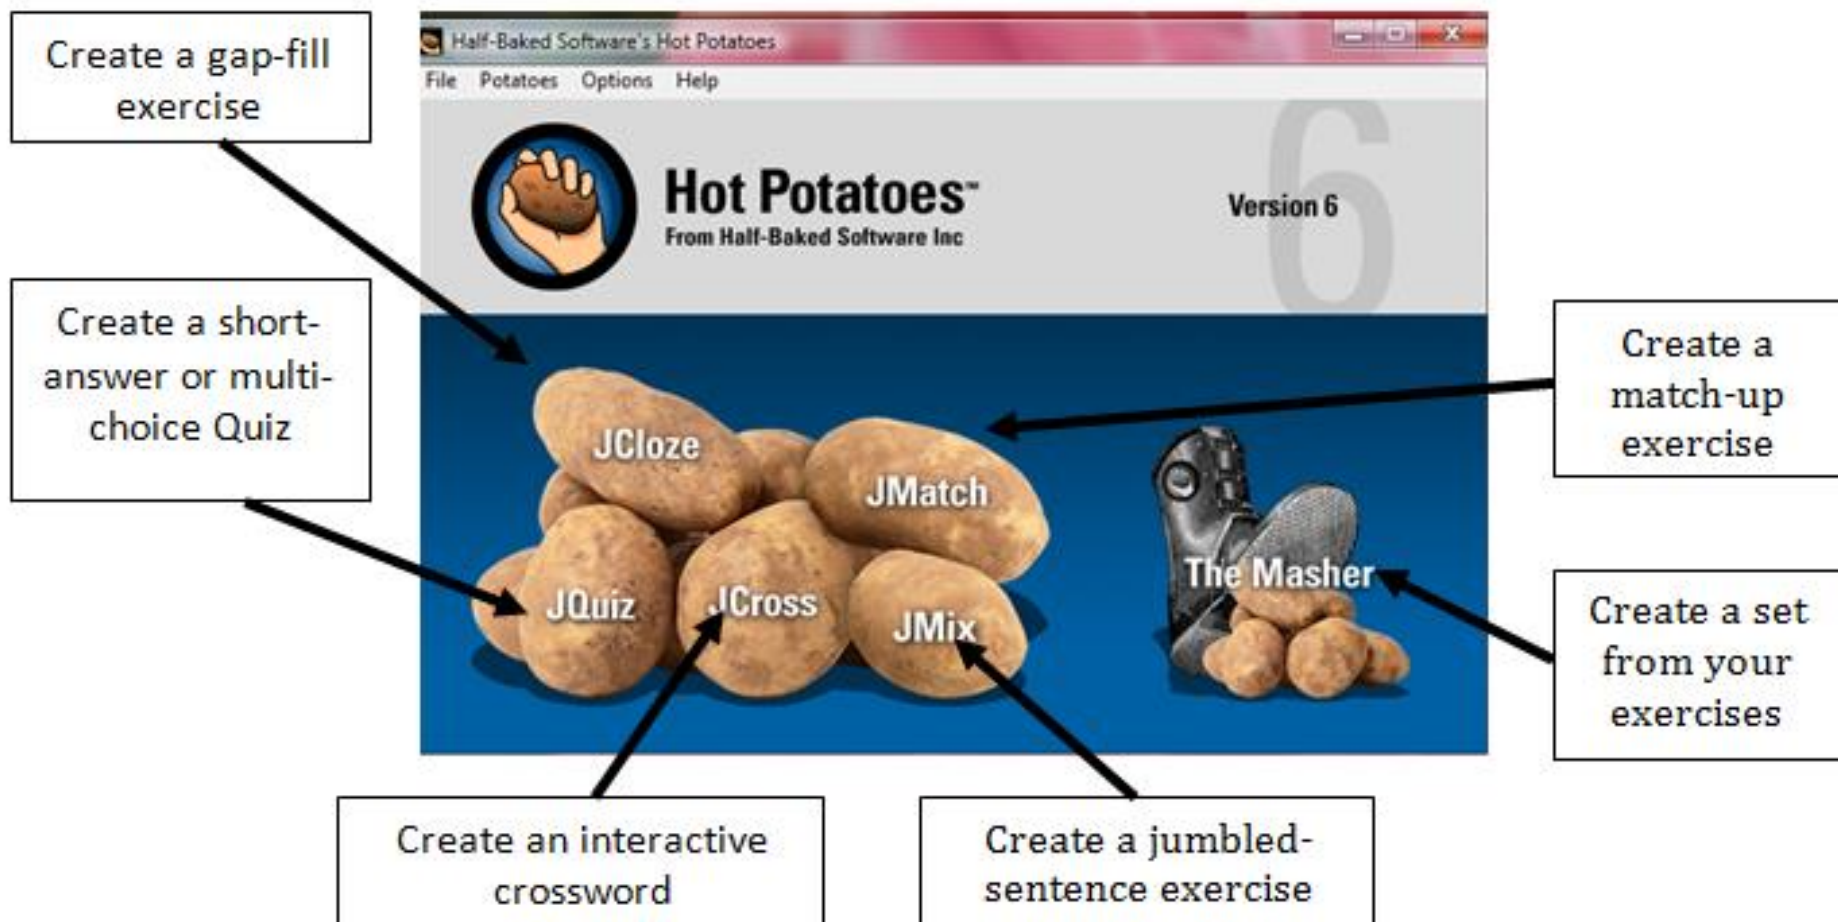 Create a gap-fill
exercise
Half-Baked Software's Hot Potatoes
File Potatoes Options Help
6
Hot Potatoes™
From Half-Baked Software Inc
Version 6
Create a short-
answer or multi-
choice Quiz
Create a
match-up
exercise
JCloze
JMatch
JQuiz
JCross
JMix
The Masher
Create a set
from your
exercises
Create an interactive
crossword
Create a jumbled-
sentence exercise